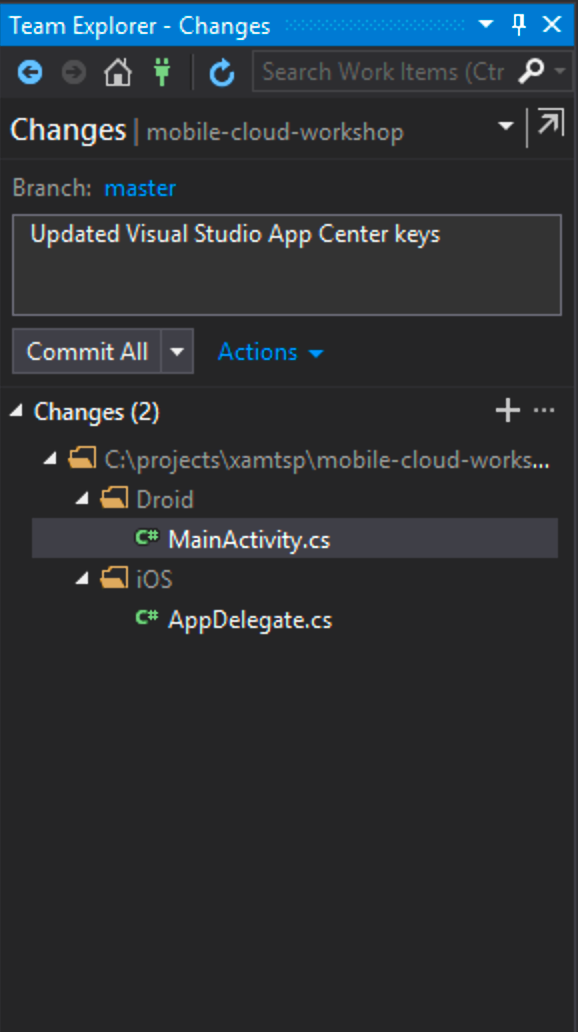 Team Explorer - Changes
Search Work Items (Ctr
Changes | mobile-cloud-workshop
Branch: master
Updated Visual Studio App Center keys
Commit All Actions
Changes (2)
C:\projects\xamtsp\mobile-cloud-works...
Droid
C# MainActivity.cs
iOS
C# AppDelegate.cs